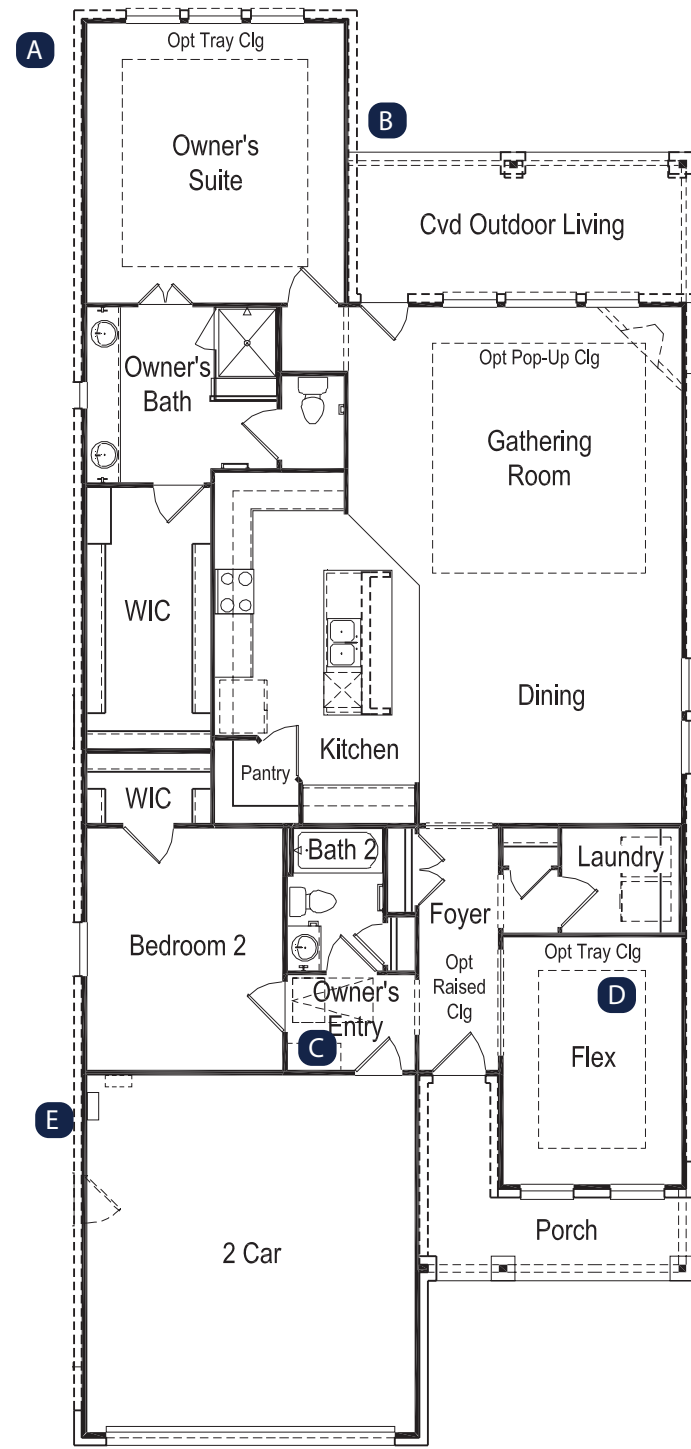 Opt Tray Clg
A
B
Owner's
Suite
Cvd Outdoor Living
Owner's
Bath
Opt Pop-Up Clg
Gathering
Room
WIC
Dining
Kitchen
Pantry
WIC
Bath 2
Laundry
Foyer
Bedroom 2
Opt
Raised
Clg
Opt Tray Clg
D
Owner's
Entry
C
Flex
E
Porch
2 Car